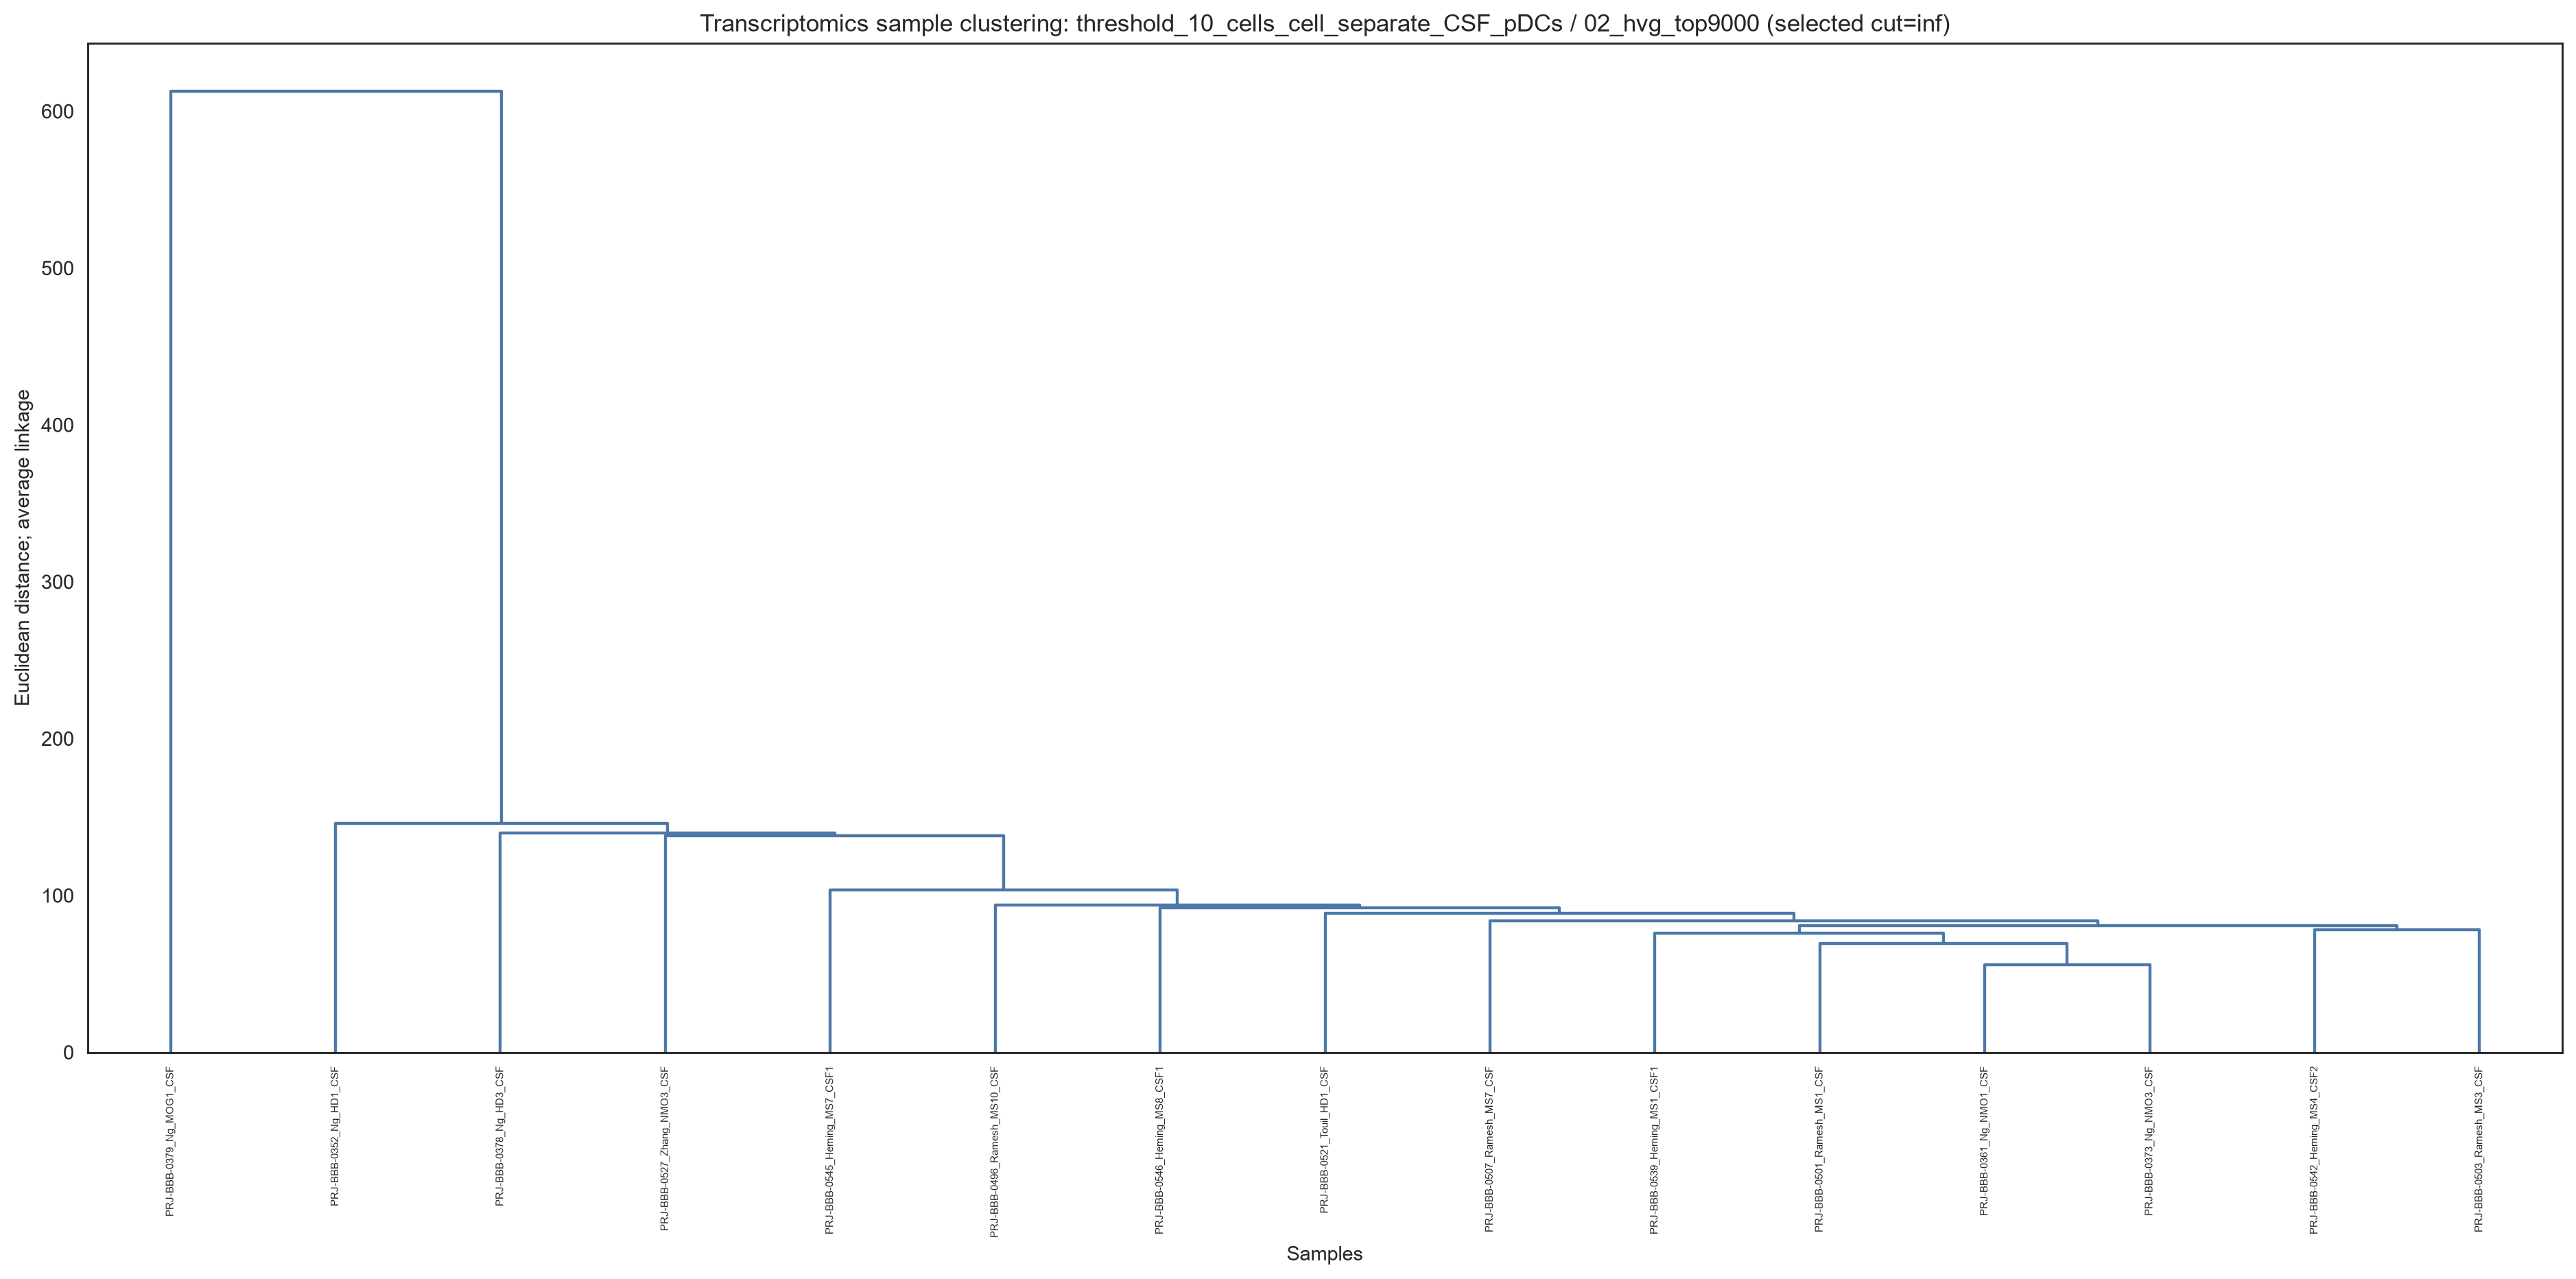 Transcriptomics sample clustering: threshold_10_cells_cell_separate_CSF_pDCs / 02_hvg_top9000 (selected cut=inf)
Euclidean distance; average linkage
600
500
400
300
200
100
0
PRJ-BBB-0379_Ng_MOG1_CSF
PRJ-BBB-0352_Ng_HD1_CSF
PRJ-BBB-0378_Ng_HD3_CSF
PRJ-BBB-0527_Zhang_NMO3_CSF
PRJ-BBB-0545_Heming_MS7_CSF1
PRJ-BBB-0496_Ramesh_MS10_CSF
PRJ-BBB-0546_Heming_MS8_CSF1
PRJ-BBB-0521_Touil_HD1_CSF
PRJ-BBB-0507_Ramesh_MS7_CSF
PRJ-BBB-0539_Heming_MS1_CSF1
PRJ-BBB-0501_Ramesh_MS1_CSF
PRJ-BBB-0361_Ng_NMO1_CSF
PRJ-BBB-0373_Ng_NMO3_CSF
PRJ-BBB-0542_Heming_MS4_CSF2
PRJ-BBB-0503_Ramesh_MS3_CSF
Samples